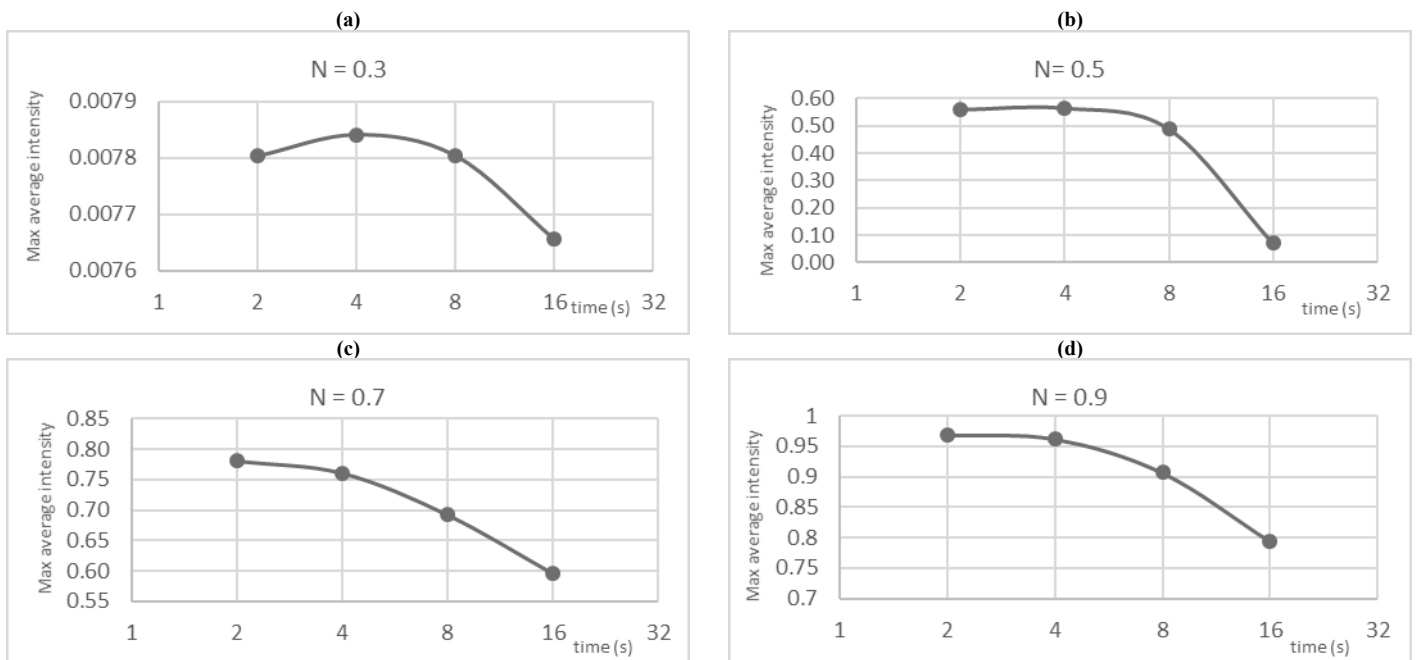 (a)
N = 0.3
Max average intensity
0.0079
0.0078
0.0077
0.0076
1 2 4 8 16 32
time (s)
(b)
N= 0.5
Max average intensity
0.60
0.50
0.40
0.30
0.20
0.10
0.00
1 2 4 8 16 32
time (s)
(c)
N = 0.7
Max average intensity
0.85
0.80
0.75
0.70
0.65
0.60
0.55
1 2 4 8 16 32
time (s)
(d)
N = 0.9
Max average intensity
1
0.95
0.9
0.85
0.8
0.75
0.7
1 2 4 8 16 32
time (s)